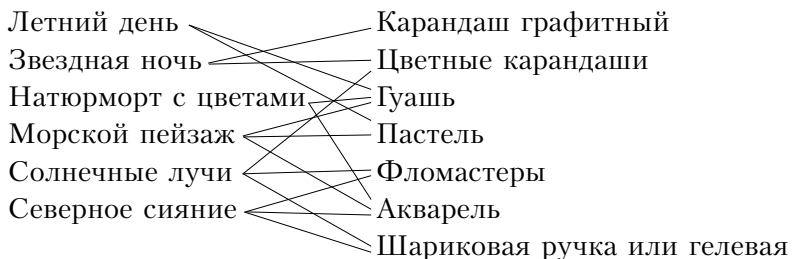 Летний день
Звездная ночь
Натюрморт с цветами
Морской пейзаж
Солнечные лучи
Северное сияние
Карандаш графитный
Цветные карандаши
Гуашь
Пастель
Фломастеры
Акварель
Шариковая ручка или гелевая